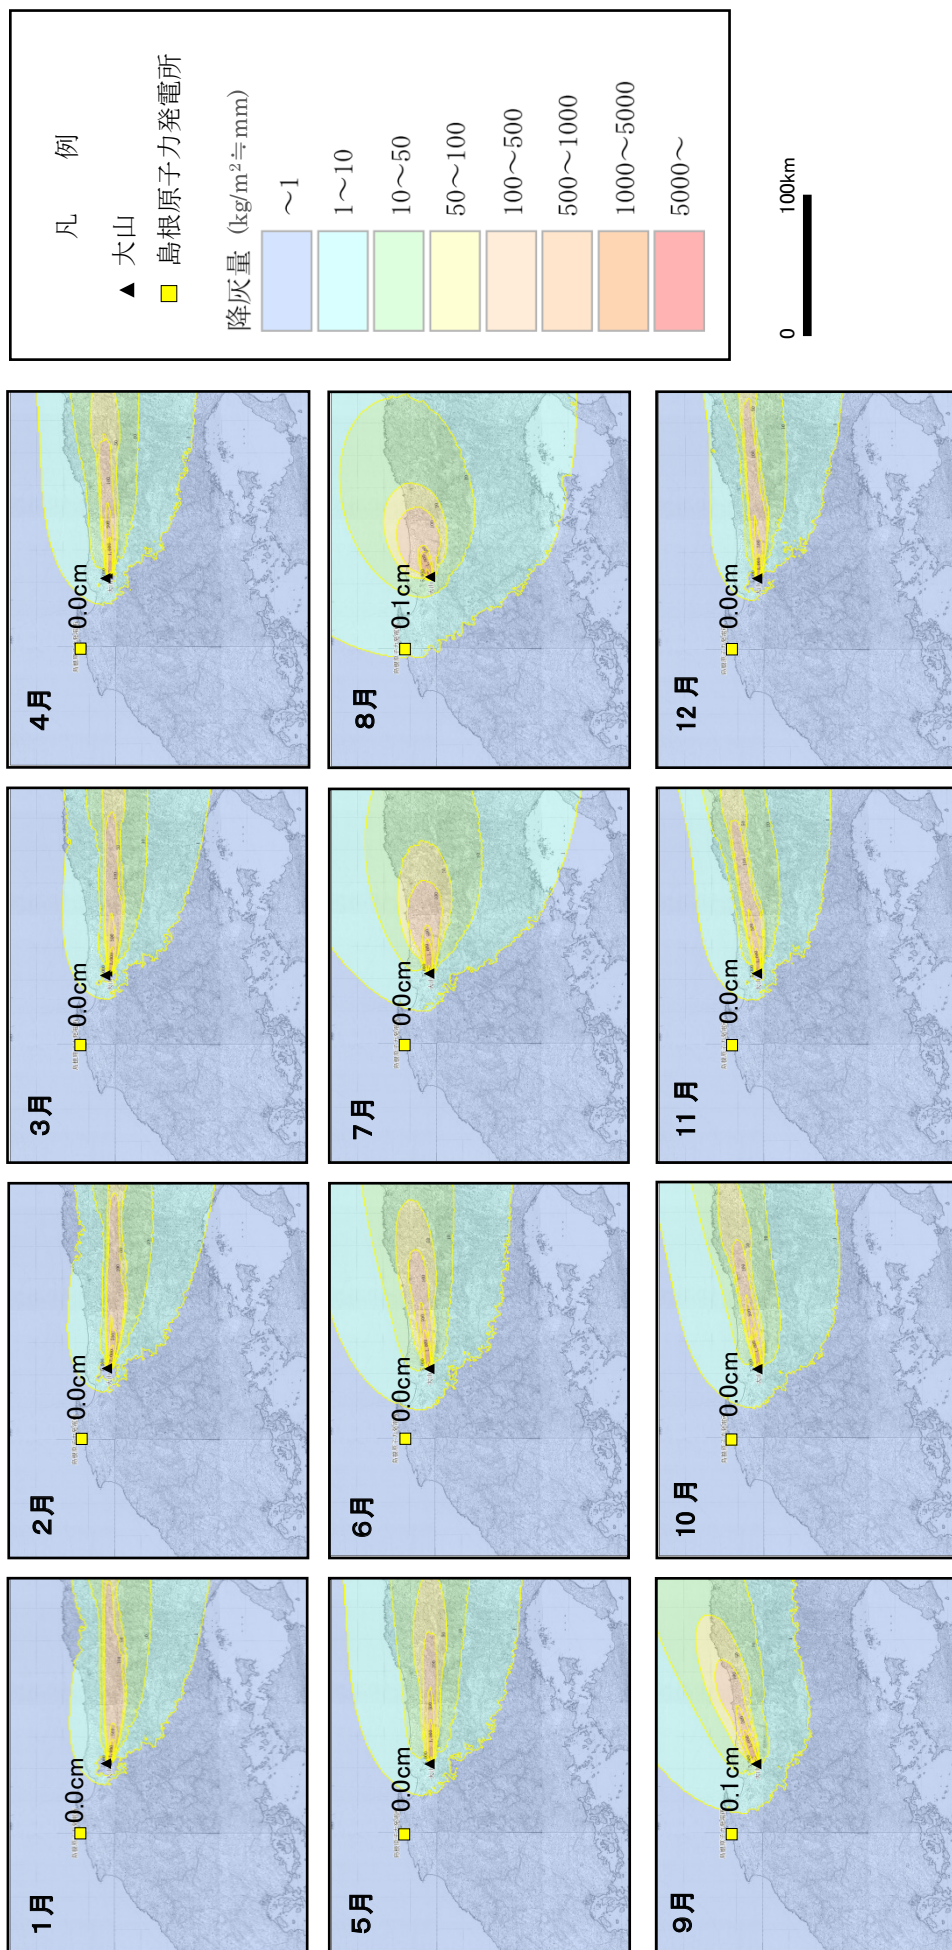 1月
0.0cm
2月
0.0cm
3月
0.0cm
4月
0.0cm
5月
0.0cm
6月
0.0cm
7月
0.0cm
8月
0.1cm
9月
0.1cm
10月
0.0cm
11月
0.0cm
12月
0.0cm
凡 例
▲ 大山
島根原子力発電所
降灰量 (kg/m²≒mm)
～1
1～10
10～50
50～100
100～500
500～1000
1000～5000
5000～
0 100km